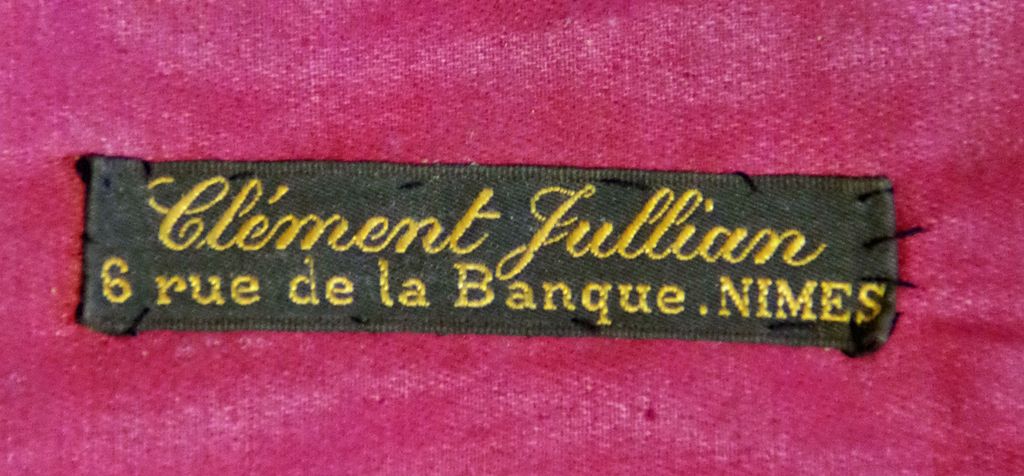 Clément Jullian
6 rue de la Banque . NIMES